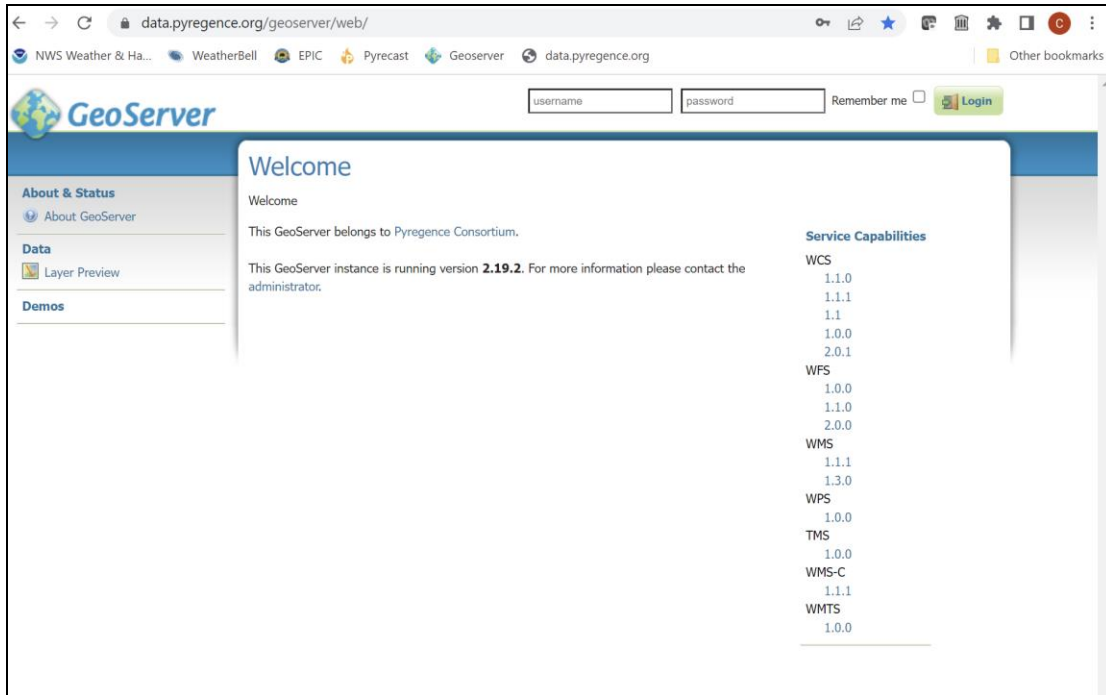 data.pyregence.org/geoserver/web/
C
NWS Weather & Ha... WeatherBell EPIC Pyrecast Geoserver data.pyregence.org Other bookmarks
GeoServer
username password Remember me Login
Welcome
About & Status
About GeoServer
Data
Layer Preview
Demos
Welcome
This GeoServer belongs to Pyregence Consortium.
This GeoServer instance is running version 2.19.2. For more information please contact the
administrator.
Service Capabilities
WCS
1.1.0
1.1.1
1.1
1.0.0
2.0.1
WFS
1.0.0
1.1.0
2.0.0
WMS
1.1.1
1.3.0
WPS
1.0.0
TMS
1.0.0
WMS-C
1.1.1
WMTS
1.0.0